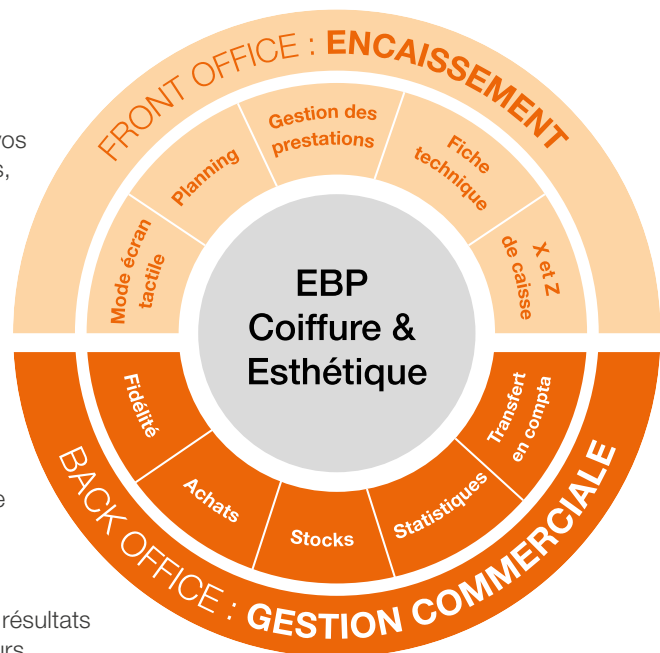 FRONT OFFICE : ENCAISSEMENT
Mode écran
tactile
Planning
Gestion des
prestations
Fiche
technique
X et Z
de caisse
EBP
Coiffure &
Esthétique
Fidélité
Achats
Stocks
Statistiques
Transfert
en compta
BACK OFFICE : GESTION COMMERCIALE
résultats